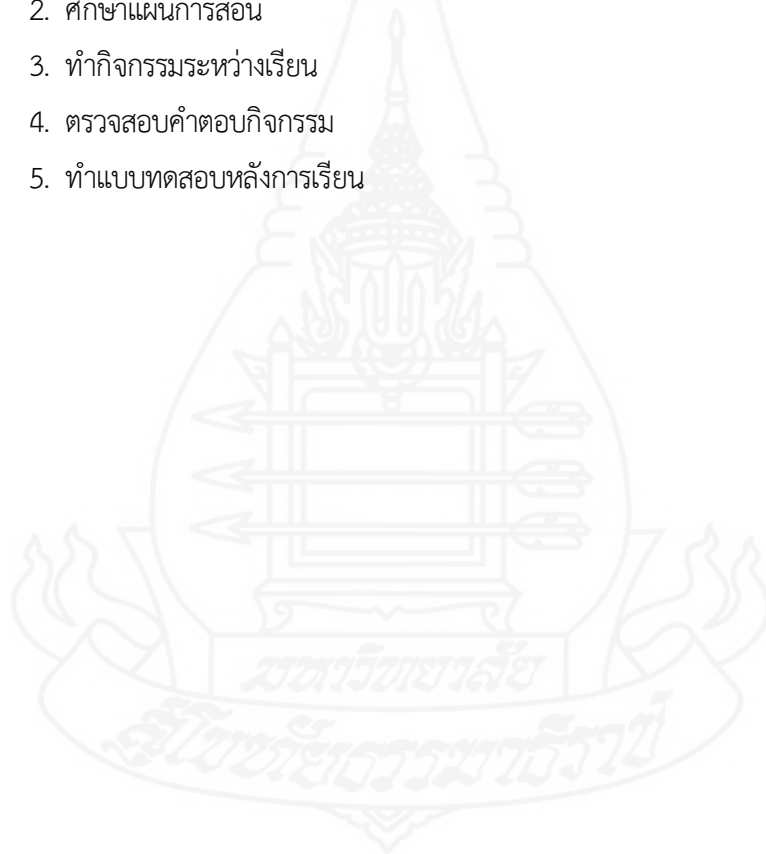 2. ศึกษาแผนการสอน
3. ทำกิจกรรมระหว่างเรียน
4. ตรวจสอบคำตอบกิจกรรม
5. ทำแบบทดสอบหลังการเรียน
มหาวิทยาลัย
สุโขทัยธรรมาธิราช